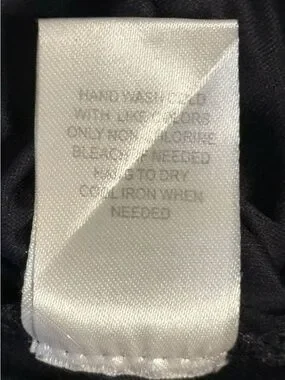 HAND WASH COLD
WITH LIKE COLORS
ONLY NON CHLORINE
BLEACH IF NEEDED
HANG TO DRY
COOL IRON WHEN
NEEDED